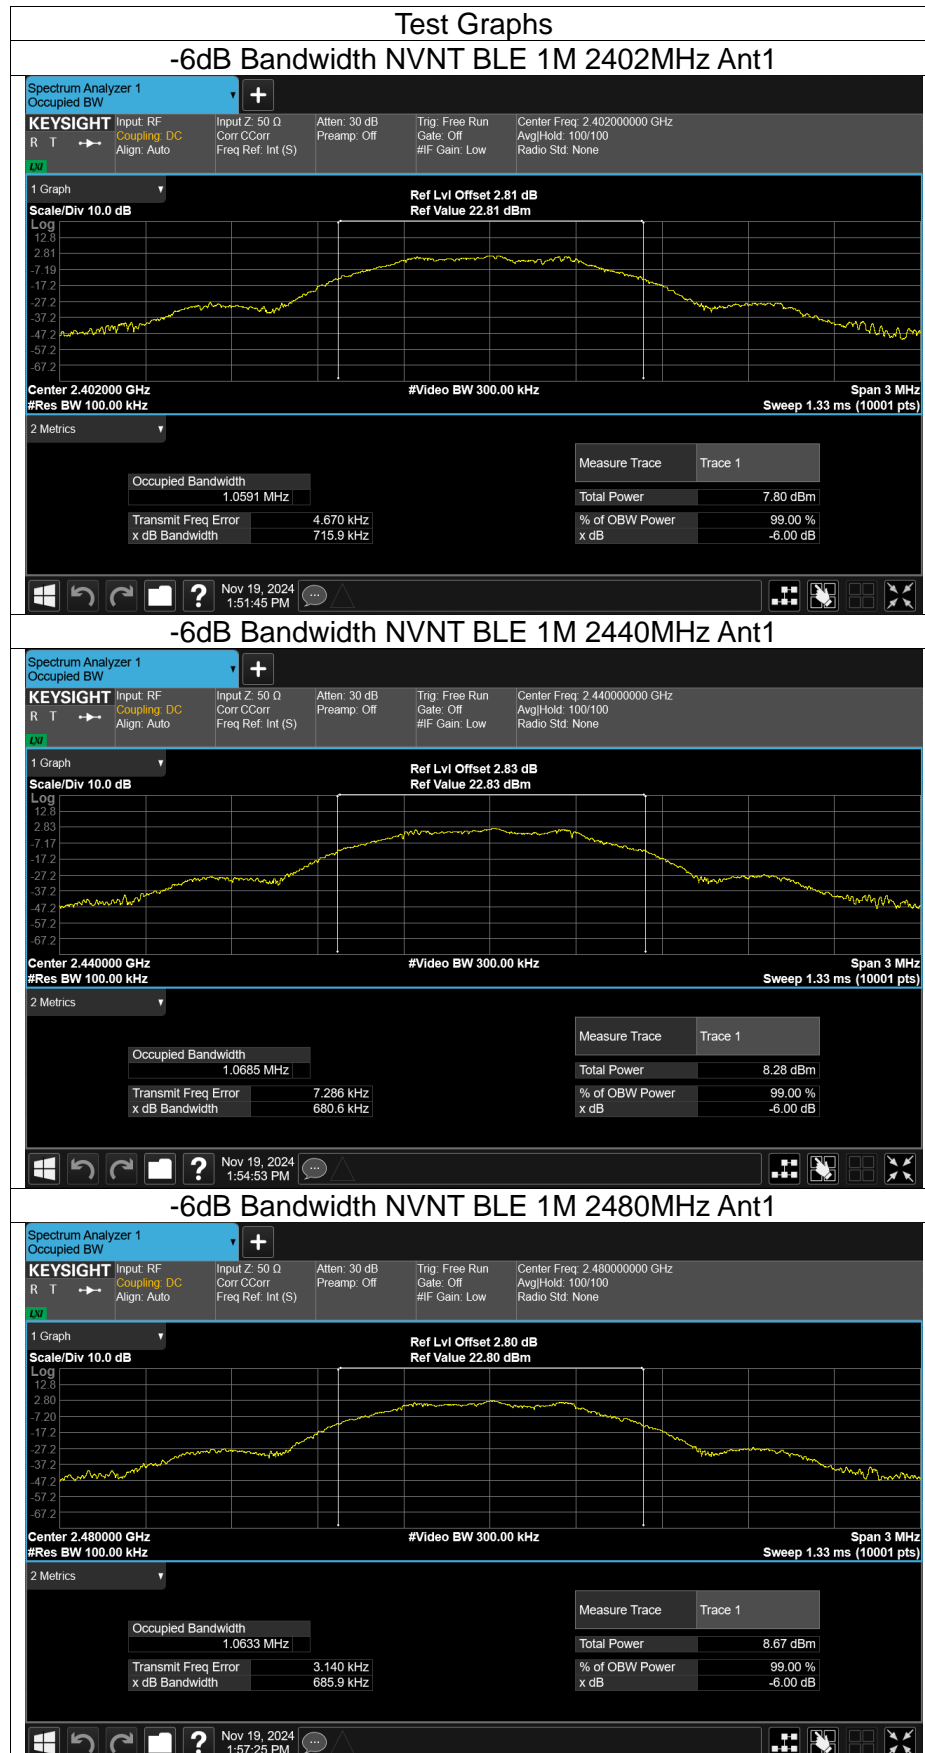 Test Graphs
-6dB Bandwidth NVNT BLE 1M 2402MHz Ant1
Spectrum Analyzer 1
Occupied BW
KEYSIGHT Input: RF Input Z: 50 Ω Atten: 30 dB Trig: Free Run Center Freq: 2.402000000 GHz
R T Coupling: DC Corr CCorr Preamp: Off Gate: Off Avg|Hold: 100/100
Align: Auto Freq Ref: Int (S) #IF Gain: Low Radio Std: None
LXI
1 Graph
Ref Lvl Offset 2.81 dB
Scale/Div 10.0 dB Ref Value 22.81 dBm
Log
12.8
2.81
-7.19
-17.2
-27.2
-37.2
-47.2
-57.2
-67.2
Center 2.402000 GHz #Video BW 300.00 kHz Span 3 MHz
#Res BW 100.00 kHz Sweep 1.33 ms (10001 pts)
2 Metrics
Measure Trace Trace 1
Occupied Bandwidth
1.0591 MHz Total Power 7.80 dBm
Transmit Freq Error 4.670 kHz % of OBW Power 99.00 %
x dB Bandwidth 715.9 kHz x dB -6.00 dB
? Nov 19, 2024
1:51:45 PM
-6dB Bandwidth NVNT BLE 1M 2440MHz Ant1
Spectrum Analyzer 1
Occupied BW
KEYSIGHT Input: RF Input Z: 50 Ω Atten: 30 dB Trig: Free Run Center Freq: 2.440000000 GHz
R T Coupling: DC Corr CCorr Preamp: Off Gate: Off Avg|Hold: 100/100
Align: Auto Freq Ref: Int (S) #IF Gain: Low Radio Std: None
LXI
1 Graph
Ref Lvl Offset 2.83 dB
Scale/Div 10.0 dB Ref Value 22.83 dBm
Log
12.8
2.83
-7.17
-17.2
-27.2
-37.2
-47.2
-57.2
-67.2
Center 2.440000 GHz #Video BW 300.00 kHz Span 3 MHz
#Res BW 100.00 kHz Sweep 1.33 ms (10001 pts)
2 Metrics
Measure Trace Trace 1
Occupied Bandwidth
1.0685 MHz Total Power 8.28 dBm
Transmit Freq Error 7.286 kHz % of OBW Power 99.00 %
x dB Bandwidth 680.6 kHz x dB -6.00 dB
? Nov 19, 2024
1:54:53 PM
-6dB Bandwidth NVNT BLE 1M 2480MHz Ant1
Spectrum Analyzer 1
Occupied BW
KEYSIGHT Input: RF Input Z: 50 Ω Atten: 30 dB Trig: Free Run Center Freq: 2.480000000 GHz
R T Coupling: DC Corr CCorr Preamp: Off Gate: Off Avg|Hold: 100/100
Align: Auto Freq Ref: Int (S) #IF Gain: Low Radio Std: None
LXI
1 Graph
Ref Lvl Offset 2.80 dB
Scale/Div 10.0 dB Ref Value 22.80 dBm
Log
12.8
2.80
-7.20
-17.2
-27.2
-37.2
-47.2
-57.2
-67.2
Center 2.480000 GHz #Video BW 300.00 kHz Span 3 MHz
#Res BW 100.00 kHz Sweep 1.33 ms (10001 pts)
2 Metrics
Measure Trace Trace 1
Occupied Bandwidth
1.0633 MHz Total Power 8.67 dBm
Transmit Freq Error 3.140 kHz % of OBW Power 99.00 %
x dB Bandwidth 685.9 kHz x dB -6.00 dB
? Nov 19, 2024
1:57:25 PM